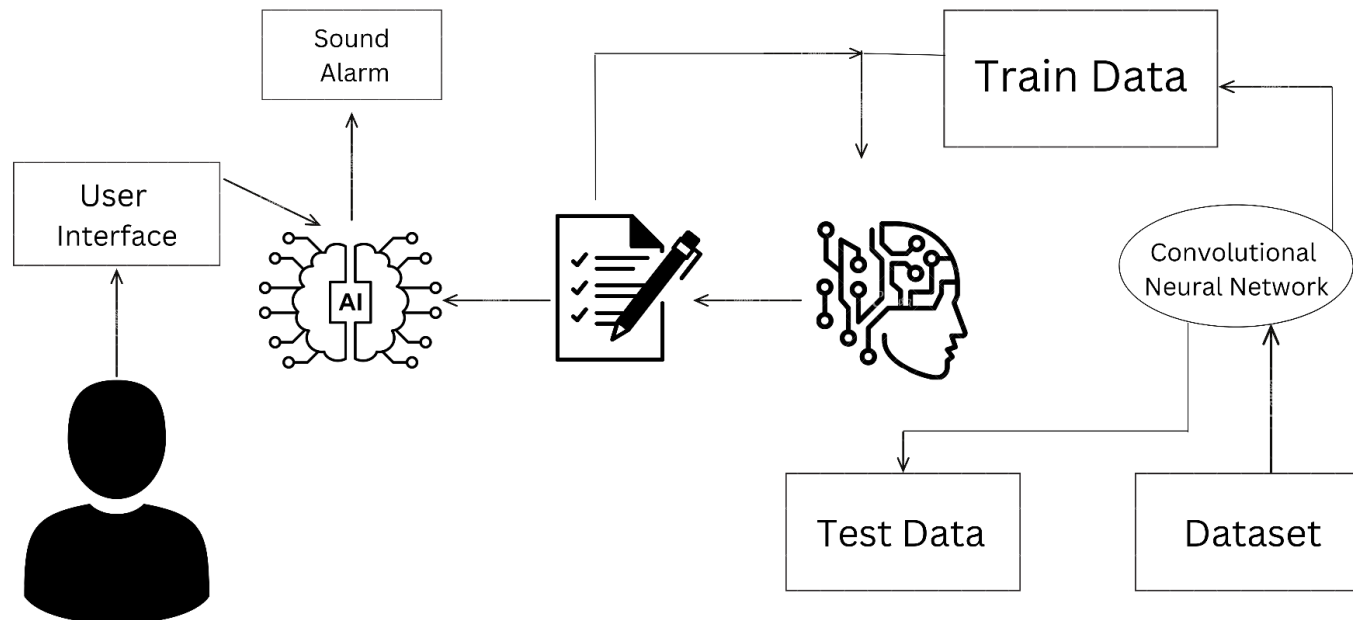 Sound
Alarm
Train Data
User
Interface
Convolutional
Neural Network
AI
Test Data
Dataset